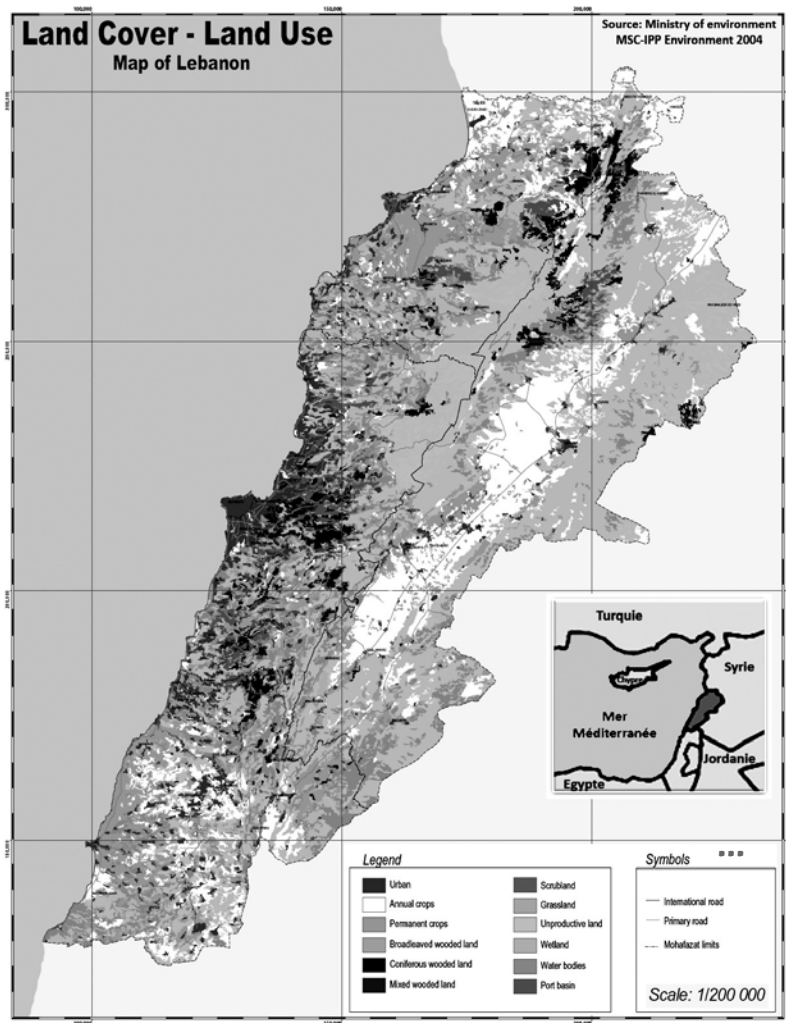 Land Cover - Land Use
Map of Lebanon
Source: Ministry of environment
MSC-IPP Environment 2004
Turquie
Chypre
Syrie
Mer
Méditerranée
Jordanie
Egypte
Legend
Urban
Annual crops
Permanent crops
Broadleaved wooded land
Coniferous wooded land
Mixed wooded land
Scrubland
Grassland
Unproductive land
Wetland
Water bodies
Port basin
Symbols
International road
Primary road
Mohafazat limits
Scale: 1/200 000